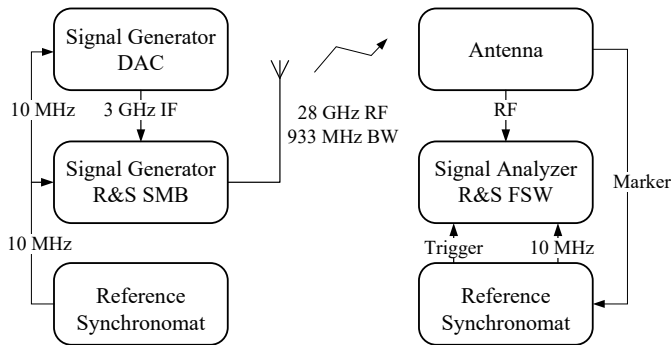 Signal Generator
DAC
10 MHz
3 GHz IF
Signal Generator
R&S SMB
10 MHz
Reference
Synchronomat
28 GHz RF
933 MHz BW
Antenna
RF
Signal Analyzer
R&S FSW
Marker
Trigger
10 MHz
Reference
Synchronomat